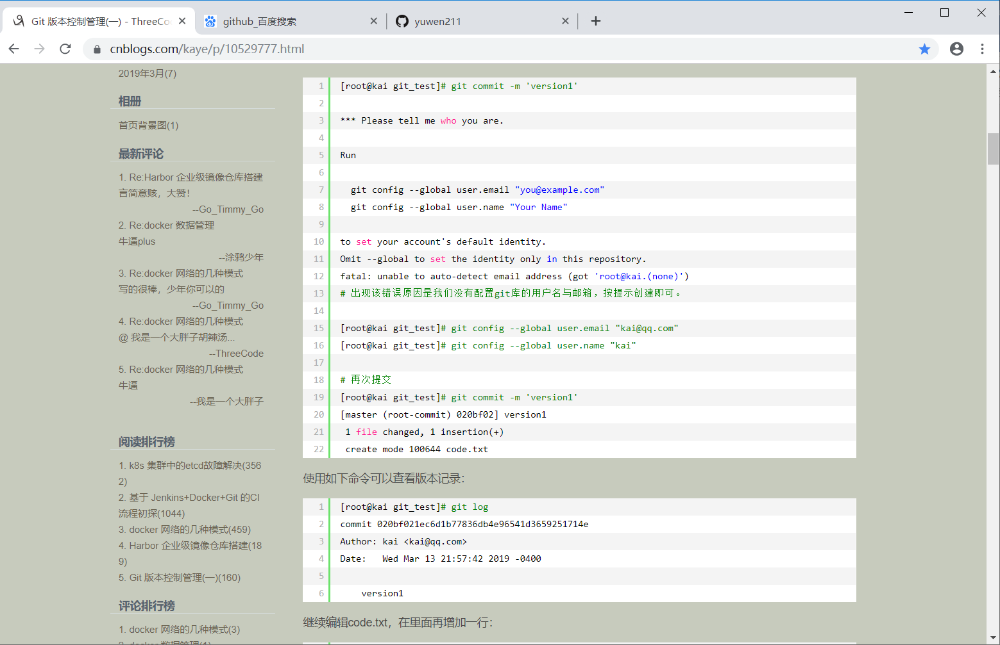 Git 版本控制管理(一) - ThreeCo
github_百度搜索
yuwen211
cnblogs.com/kaye/p/10529777.html
2019年3月(7)
相册
首页背景图(1)
最新评论
1. Re:Harbor 企业级镜像仓库搭建
言简意赅，大赞！
--Go_Timmy_Go
2. Re:docker 数据管理
牛逼plus
--涂鸦少年
3. Re:docker 网络的几种模式
写的很棒，少年你可以的
--Go_Timmy_Go
4. Re:docker 网络的几种模式
@ 我是一个大胖子胡辣汤...
--ThreeCode
5. Re:docker 网络的几种模式
牛逼
--我是一个大胖子
阅读排行榜
1. k8s 集群中的etcd故障解决(356
2)
2. 基于 Jenkins+Docker+Git 的CI
流程初探(1044)
3. docker 网络的几种模式(459)
4. Harbor 企业级镜像仓库搭建(18
9)
5. Git 版本控制管理(一)(160)
评论排行榜
1. docker 网络的几种模式(3)
2. docker 数据管理(1)
1 [root@kai git_test]# git commit -m 'version1'
2
3 *** Please tell me who you are.
4
5 Run
6
7 git config --global user.email "you@example.com"
8 git config --global user.name "Your Name"
9
10 to set your account's default identity.
11 Omit --global to set the identity only in this repository.
12 fatal: unable to auto-detect email address (got 'root@kai.(none)')
13 # 出现该错误原因是我们没有配置git库的用户名与邮箱，按提示创建即可。
14
15 [root@kai git_test]# git config --global user.email "kai@qq.com"
16 [root@kai git_test]# git config --global user.name "kai"
17
18 # 再次提交
19 [root@kai git_test]# git commit -m 'version1'
20 [master (root-commit) 020bf02] version1
21 1 file changed, 1 insertion(+)
22 create mode 100644 code.txt
使用如下命令可以查看版本记录：
1 [root@kai git_test]# git log
2 commit 020bf021ec6d1b77836db4e96541d3659251714e
3 Author: kai <kai@qq.com>
4 Date: Wed Mar 13 21:57:42 2019 -0400
5
6 version1
继续编辑code.txt，在里面再增加一行：